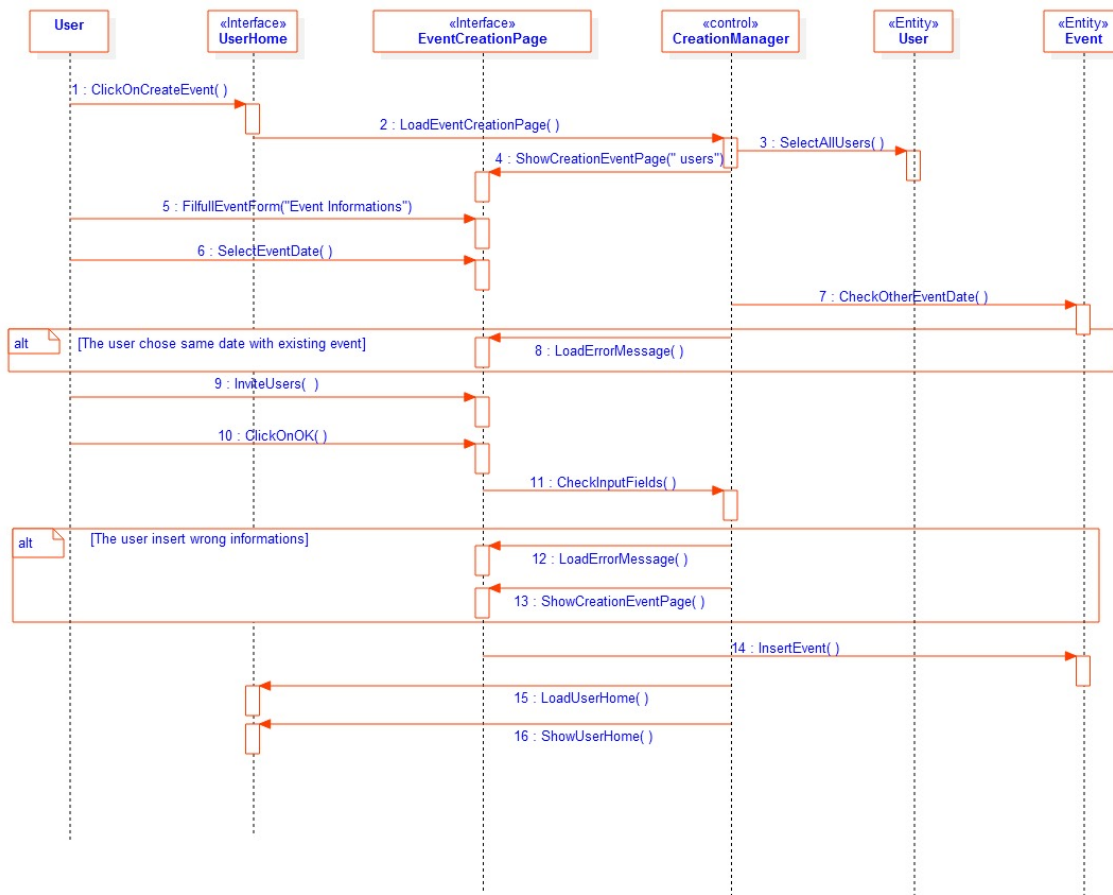 User
«Interface»
UserHome
«Interface»
EventCreationPage
«control»
CreationManager
«Entity»
User
«Entity»
Event
1 : ClickOnCreateEvent( )
2 : LoadEventCreationPage( )
3 : SelectAllUsers( )
4 : ShowCreationEventPage(" users")
5 : FilfullEventForm("Event Informations")
6 : SelectEventDate( )
7 : CheckOtherEventDate( )
alt
[The user chose same date with existing event]
8 : LoadErrorMessage( )
9 : InviteUsers(  )
10 : ClickOnOK( )
11 : CheckInputFields( )
alt
[The user insert wrong informations]
12 : LoadErrorMessage( )
13 : ShowCreationEventPage( )
14 : InsertEvent( )
15 : LoadUserHome( )
16 : ShowUserHome( )